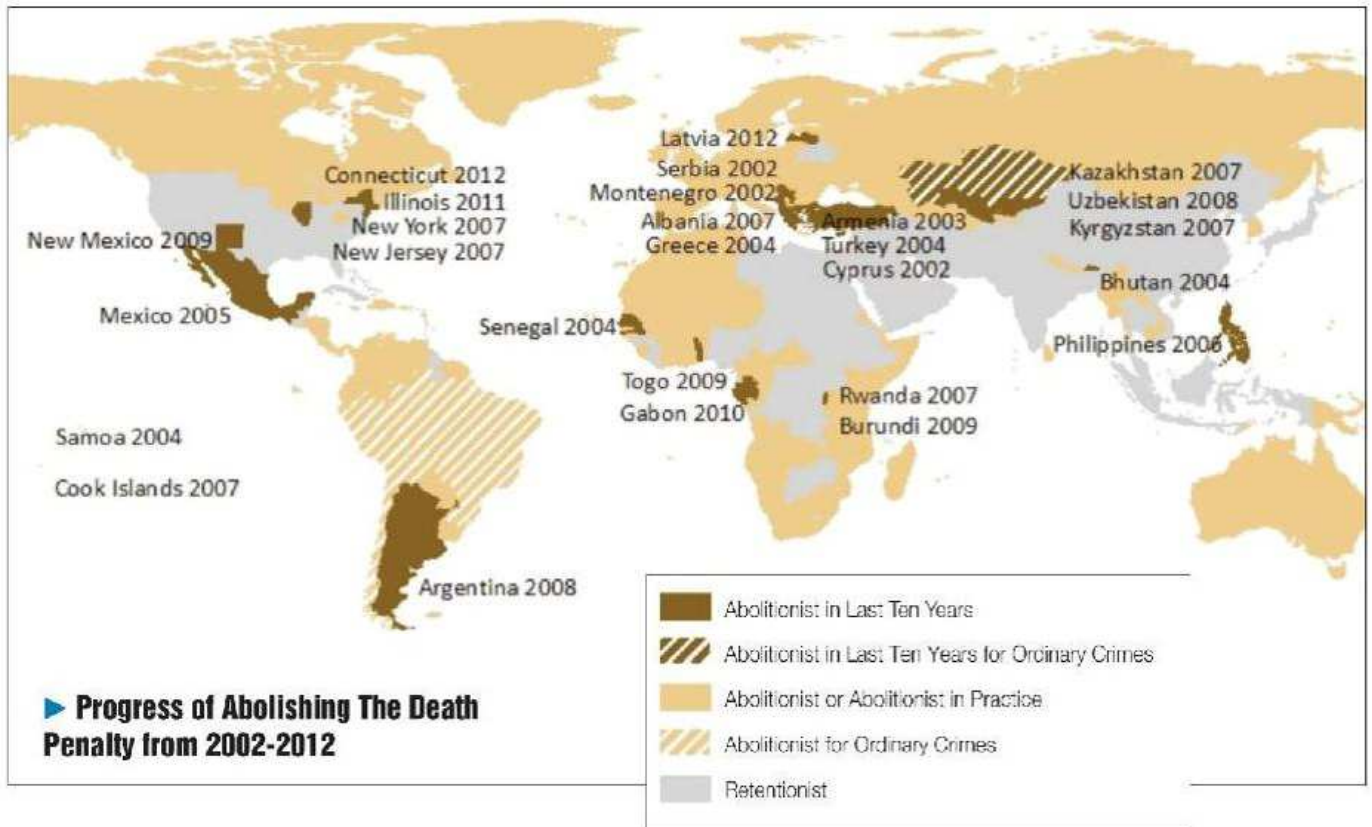 Latvia 2012
Serbia 2002
Montenegro 2002
Albania 2007
Greece 2004
Armenia 2003
Turkey 2004
Cyprus 2002
Kazakhstan 2007
Uzbekistan 2008
Kyrgyzstan 2007
Connecticut 2012
Illinois 2011
New York 2007
New Jersey 2007
New Mexico 2009
Mexico 2005
Bhutan 2004
Philippines 2006
Senegal 2004
Togo 2009
Gabon 2010
Rwanda 2007
Burundi 2009
Samoa 2004
Cook Islands 2007
Argentina 2008
Abolitionist in Last Ten Years
Abolitionist in Last Ten Years for Ordinary Crimes
Abolitionist or Abolitionist in Practice
Abolitionist for Ordinary Crimes
Retentionist
Progress of Abolishing The Death
Penalty from 2002-2012